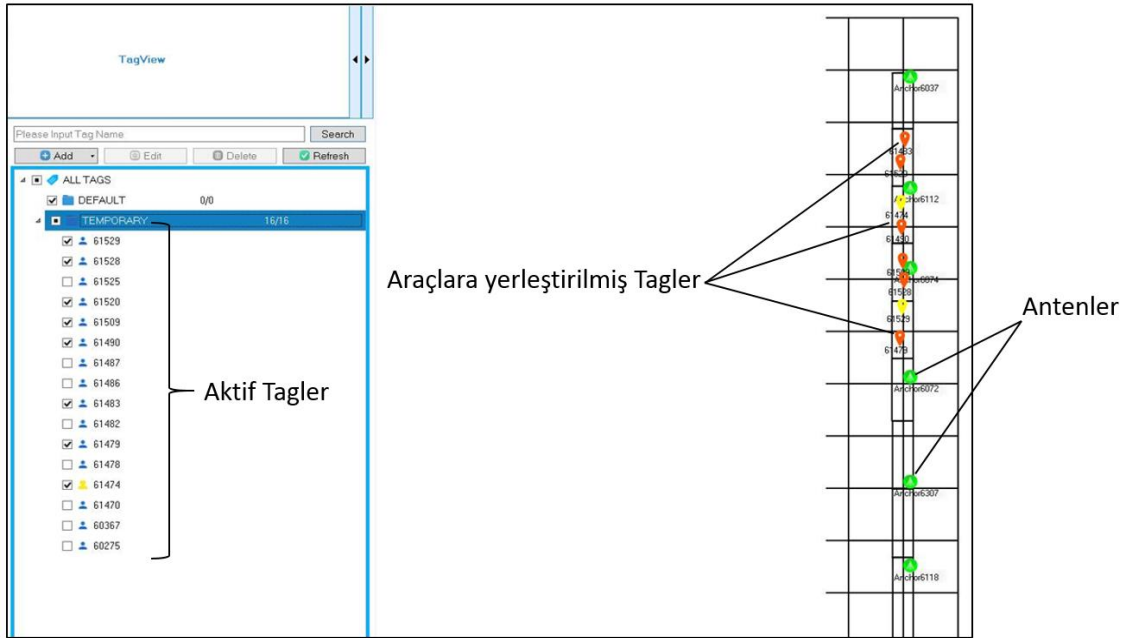 TagView
Please Input Tag Name
Search
Add
Edit
Delete
Refresh
ALL TAGS
DEFAULT 0/0
TEMPORARY 16/16
61529
61528
61525
61520
61509
61490
61487
61486
61483
61482
61479
61478
61474
61470
60367
60275
Aktif Tagler
Araçlara yerleştirilmiş Tagler
Antenler
Anchor6037
61483
61520
Anchor6112
61474
61490
61528
61529
61479
Anchor6072
Anchor6307
Anchor6118